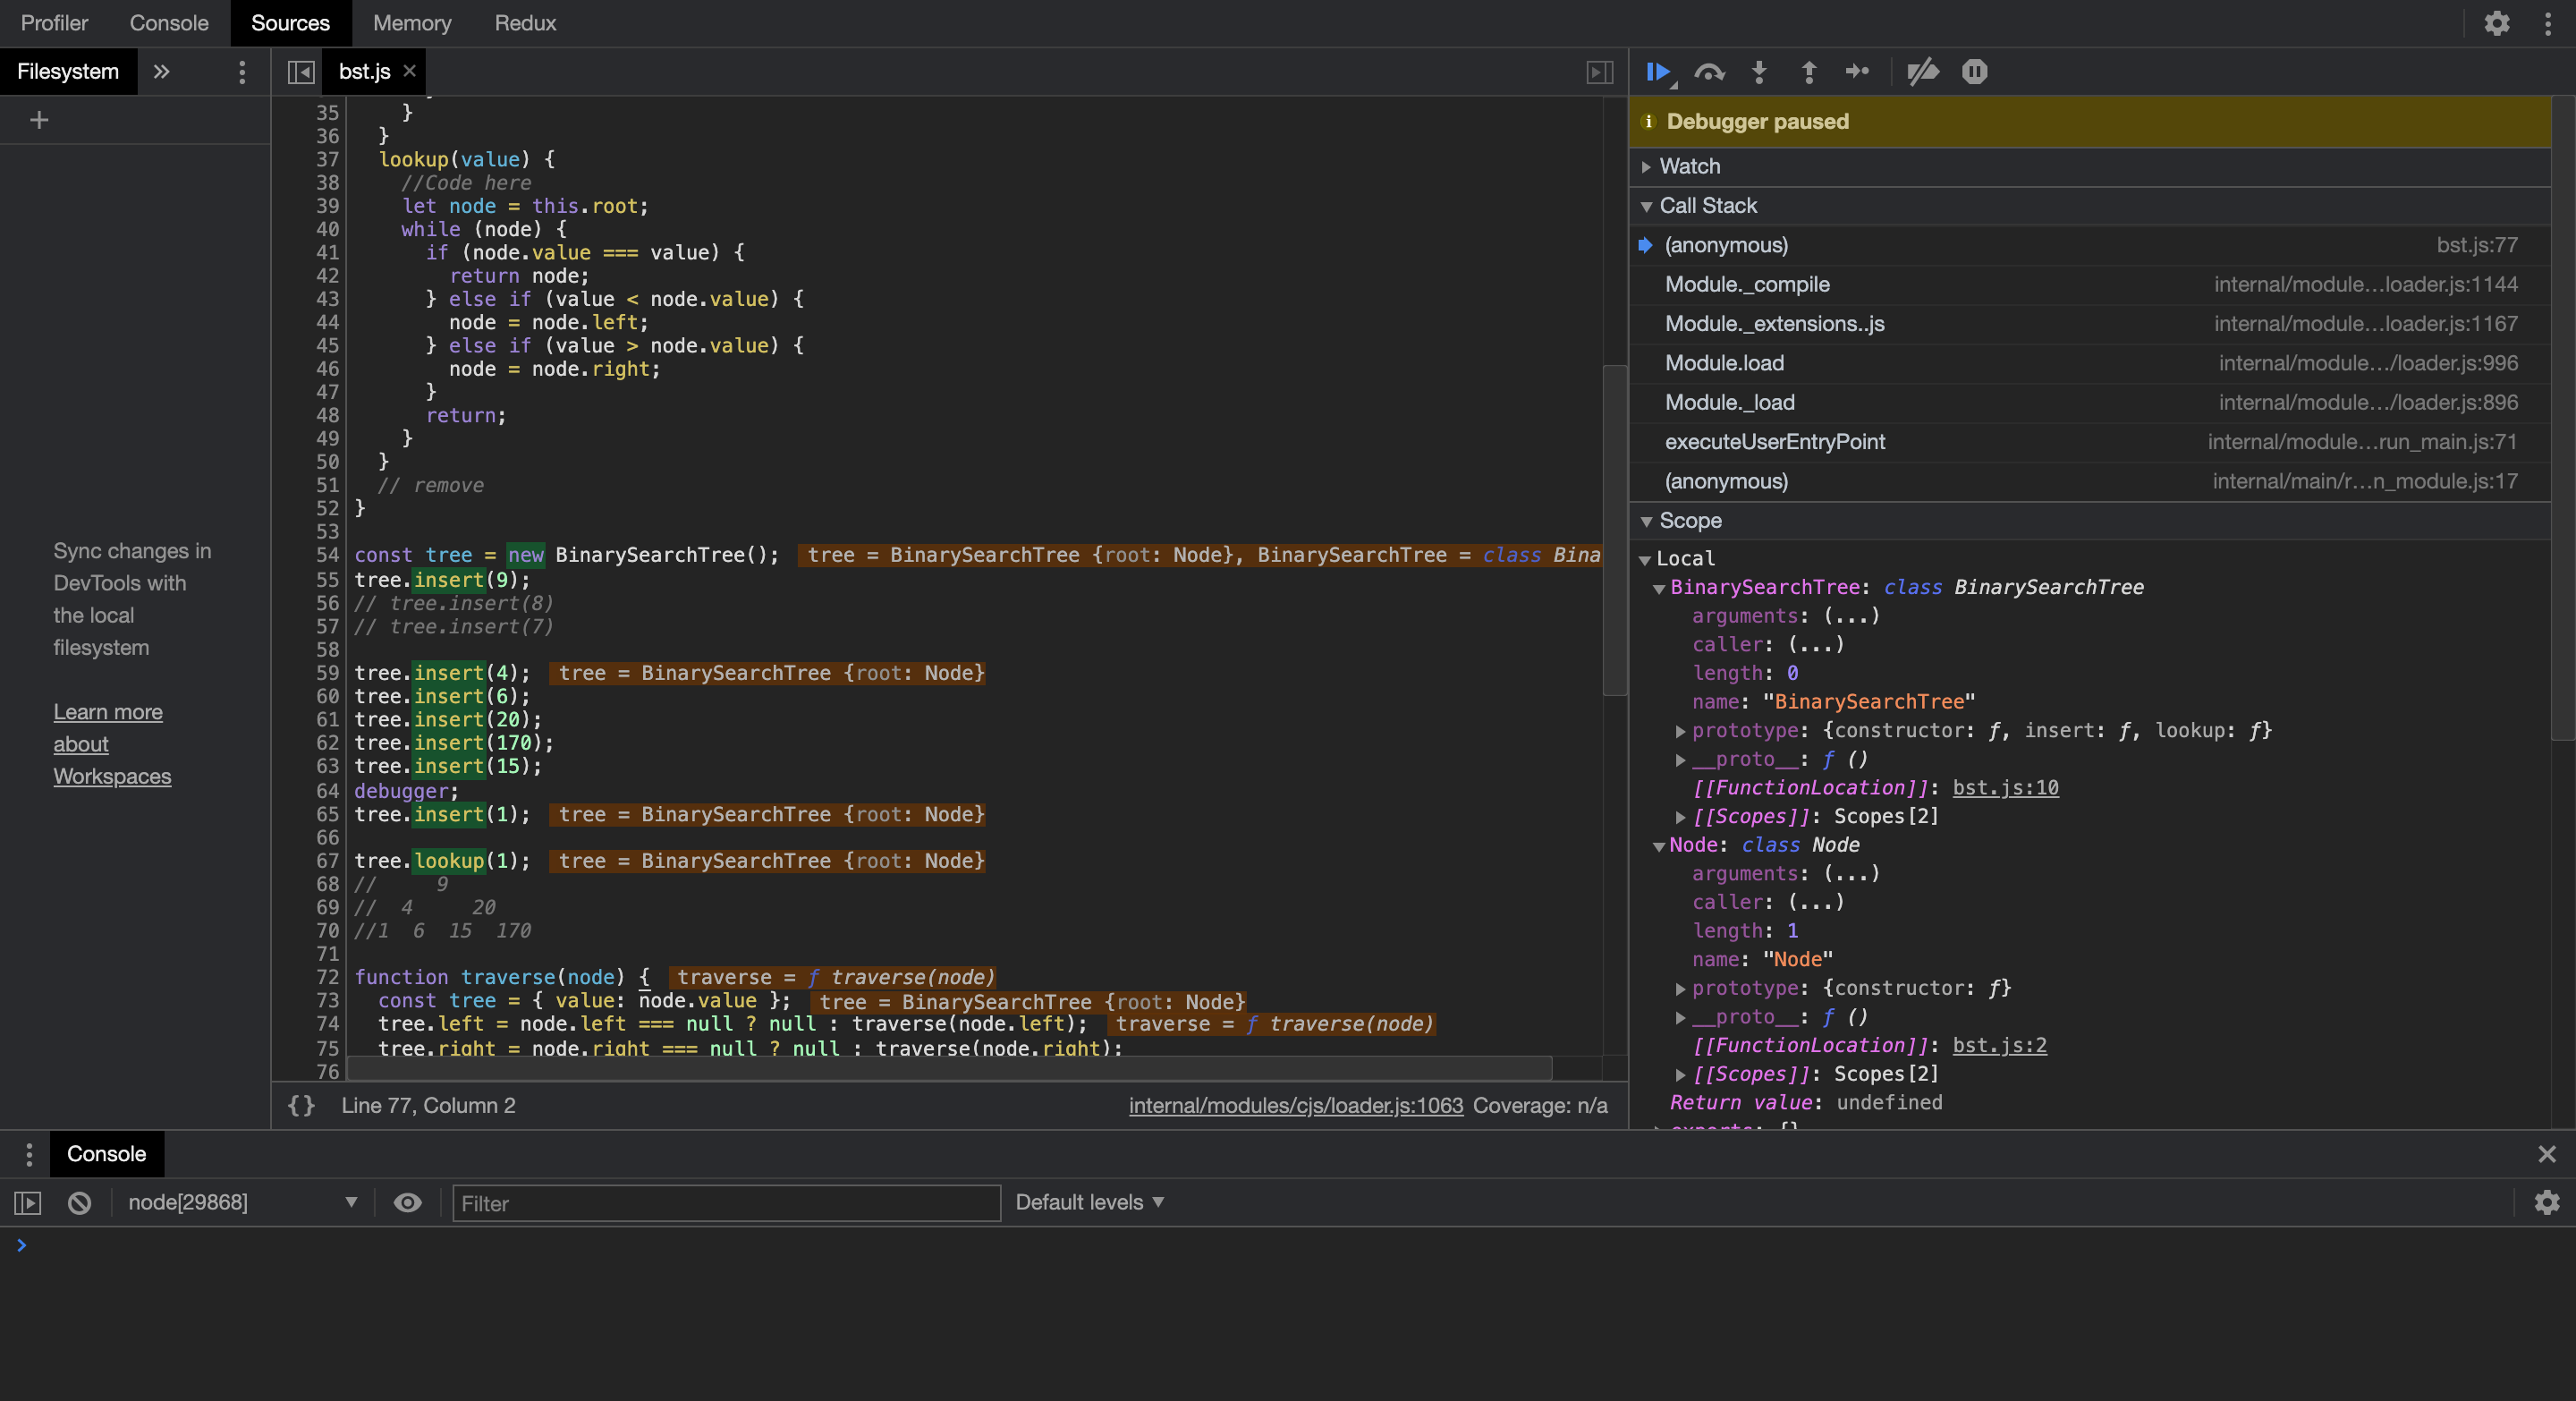 Profiler Console Sources Memory Redux
Filesystem »
bst.js ×
+
Sync changes in
DevTools with
the local
filesystem
Learn more
about
Workspaces
35     }
36   }
37   lookup(value) {
38     //Code here
39     let node = this.root;
40     while (node) {
41       if (node.value === value) {
42         return node;
43       } else if (value < node.value) {
44         node = node.left;
45       } else if (value > node.value) {
46         node = node.right;
47       }
48       return;
49     }
50   }
51   // remove
52 }
53
54 const tree = new BinarySearchTree(); tree = BinarySearchTree {root: Node}, BinarySearchTree = class Bina
55 tree.insert(9);
56 // tree.insert(8)
57 // tree.insert(7)
58
59 tree.insert(4); tree = BinarySearchTree {root: Node}
60 tree.insert(6);
61 tree.insert(20);
62 tree.insert(170);
63 tree.insert(15);
64 debugger;
65 tree.insert(1); tree = BinarySearchTree {root: Node}
66
67 tree.lookup(1); tree = BinarySearchTree {root: Node}
68 //     9
69 //  4     20
70 //1  6  15  170
71
72 function traverse(node) { traverse = ƒ traverse(node)
73   const tree = { value: node.value }; tree = BinarySearchTree {root: Node}
74   tree.left = node.left === null ? null : traverse(node.left); traverse = ƒ traverse(node)
75   tree.right = node.right === null ? null : traverse(node.right);
76
{} Line 77, Column 2 internal/modules/cjs/loader.js:1063 Coverage: n/a
Debugger paused
Watch
Call Stack
(anonymous) bst.js:77
Module._compile internal/module…loader.js:1144
Module._extensions..js internal/module…loader.js:1167
Module.load internal/module…/loader.js:996
Module._load internal/module…/loader.js:896
executeUserEntryPoint internal/module…run_main.js:71
(anonymous) internal/main/r…n_module.js:17
Scope
Local
BinarySearchTree: class BinarySearchTree
arguments: (...)
caller: (...)
length: 0
name: "BinarySearchTree"
prototype: {constructor: ƒ, insert: ƒ, lookup: ƒ}
__proto__: ƒ ()
[[FunctionLocation]]: bst.js:10
[[Scopes]]: Scopes[2]
Node: class Node
arguments: (...)
caller: (...)
length: 1
name: "Node"
prototype: {constructor: ƒ}
__proto__: ƒ ()
[[FunctionLocation]]: bst.js:2
[[Scopes]]: Scopes[2]
Return value: undefined
exports: {}
Console
node[29868] ▼ Filter Default levels ▼
>